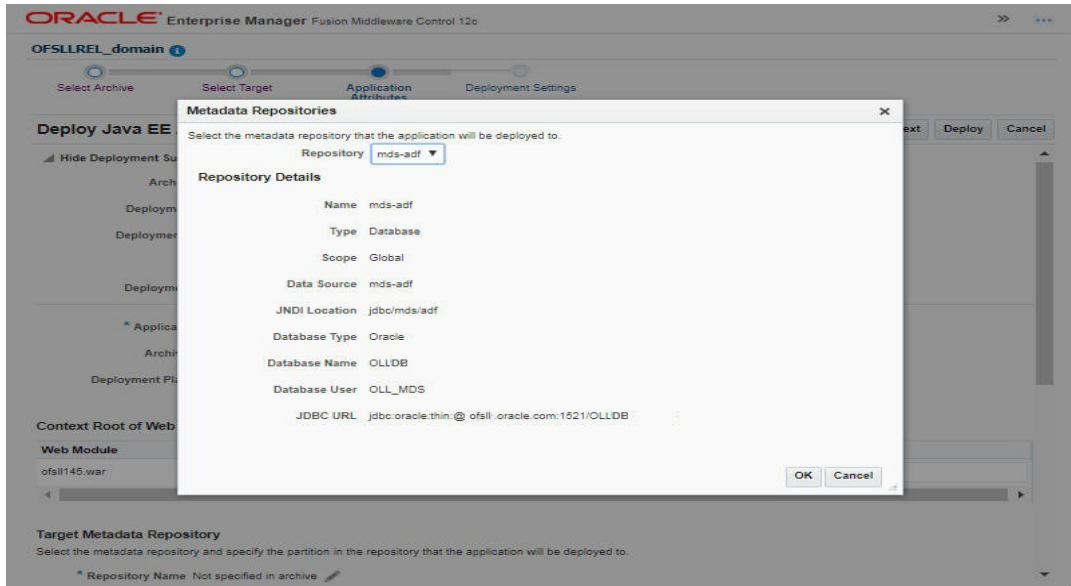 ORACLE Enterprise Manager Fusion Middleware Control 12c
OFSLLREL_domain
Select Archive Select Target Application Attributes Deployment Settings
Metadata Repositories
Deploy Java EE ext Deploy Cancel
Select the metadata repository that the application will be deployed to.
Hide Deployment Su
Repository mds-adf
Repository Details
Arch
Name mds-adf
Deploym
Type Database
Deploymen
Scope Global
Data Source mds-adf
Deployme
JNDI Location jdbc/mds/adf
* Applica
Database Type Oracle
Archi
Database Name OLLDB
Deployment Pla
Database User OLL_MDS
JDBC URL jdbc:oracle:thin:@ ofsll.oracle.com:1521/OLLDB
Context Root of Web
Web Module
ofsll145.war
OK Cancel
Target Metadata Repository
Select the metadata repository and specify the partition in the repository that the application will be deployed to.
* Repository Name Not specified in archive